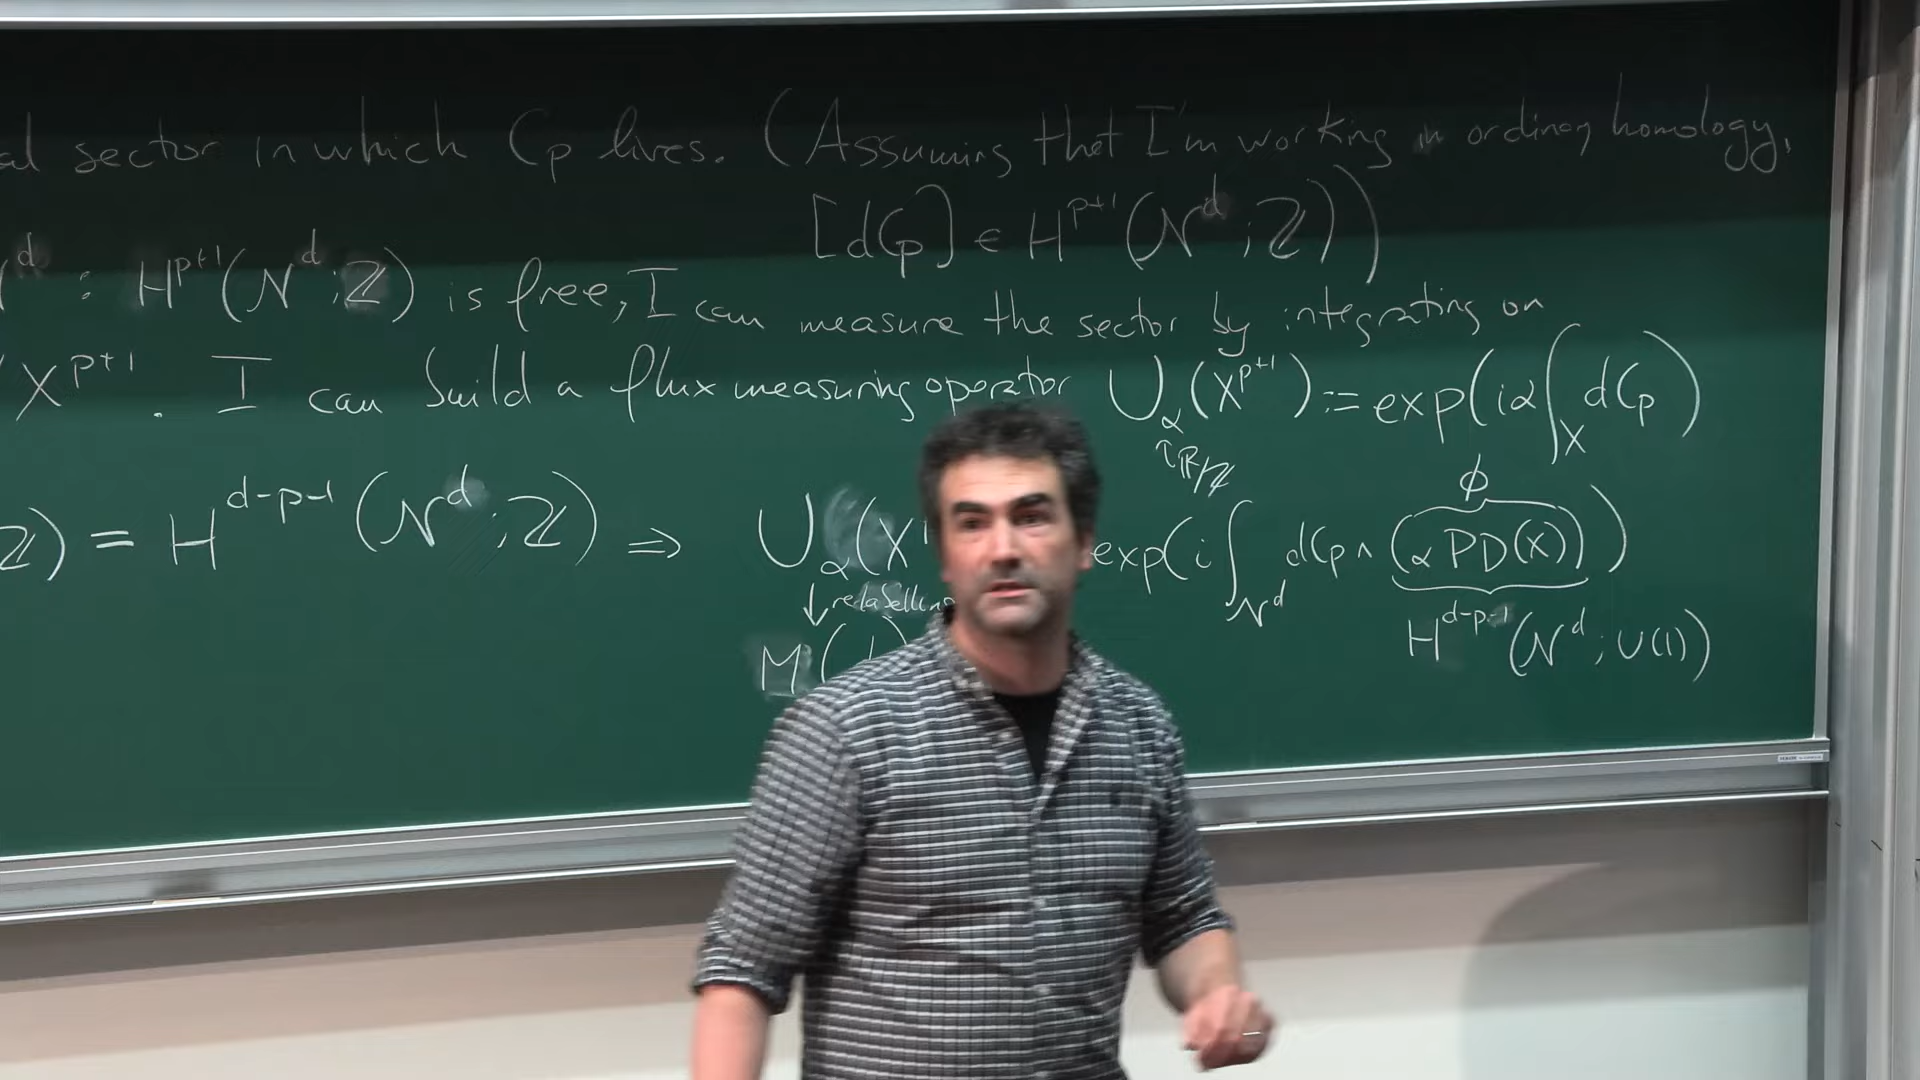 al sector in which Cp lives. (Assuming that I'm working in ordinary homology,
[dCp] ∈ H^{p+1}(N^d; ℤ))
d : H^{p+1}(N^d; ℤ) is free, I can measure the sector by integrating on
X^{p+1}. I can build a flux measuring operator U_α(X^{p+1}) := exp(iα∫_X dCp)
↑ℝ/ℤ
ϕ
ℤ) = H^{d-p-1}(N^d; ℤ) ⇒ U_α(X exp(i∫_{N^d} dCp ∧ (α PD(X)))
↓ relabelling
M( H^{d-p-1}(N^d; U(1))